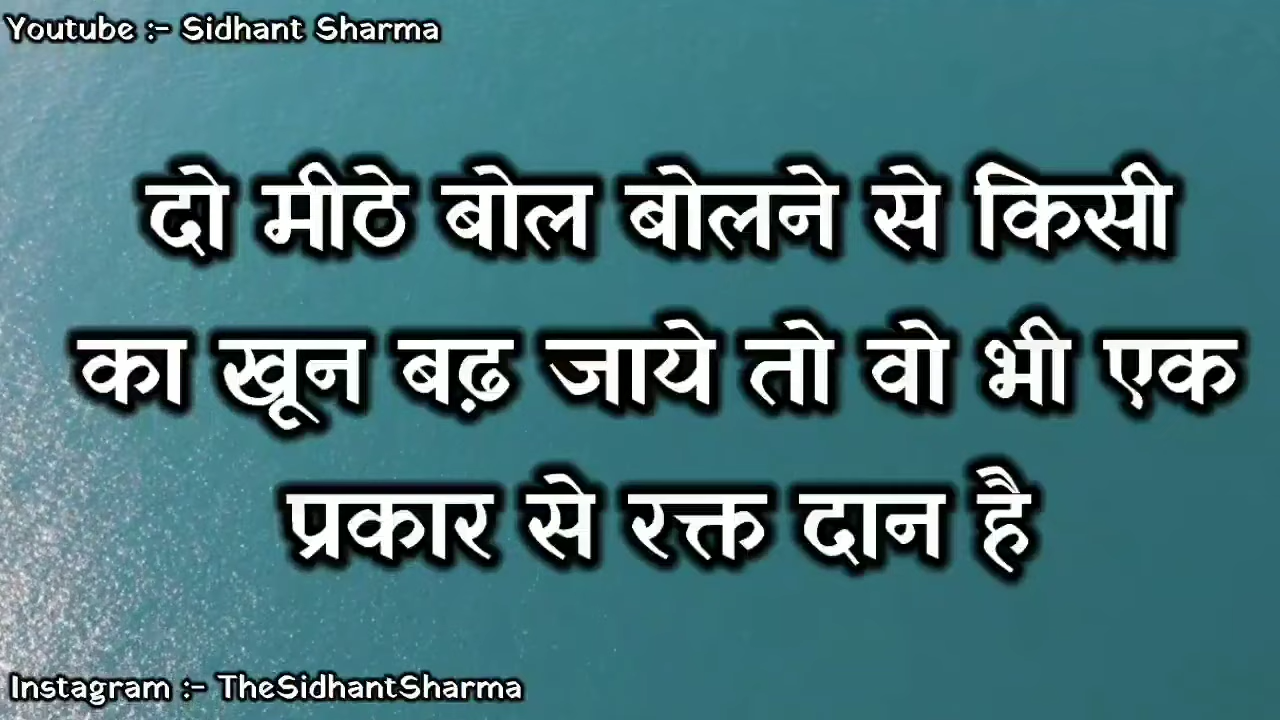 Youtube :- Sidhant Sharma
दो मीठे बोल बोलने से किसी
का खून बढ़ जाये तो वो भी एक
प्रकार से रक्त दान है
Instagram :- TheSidhantSharma